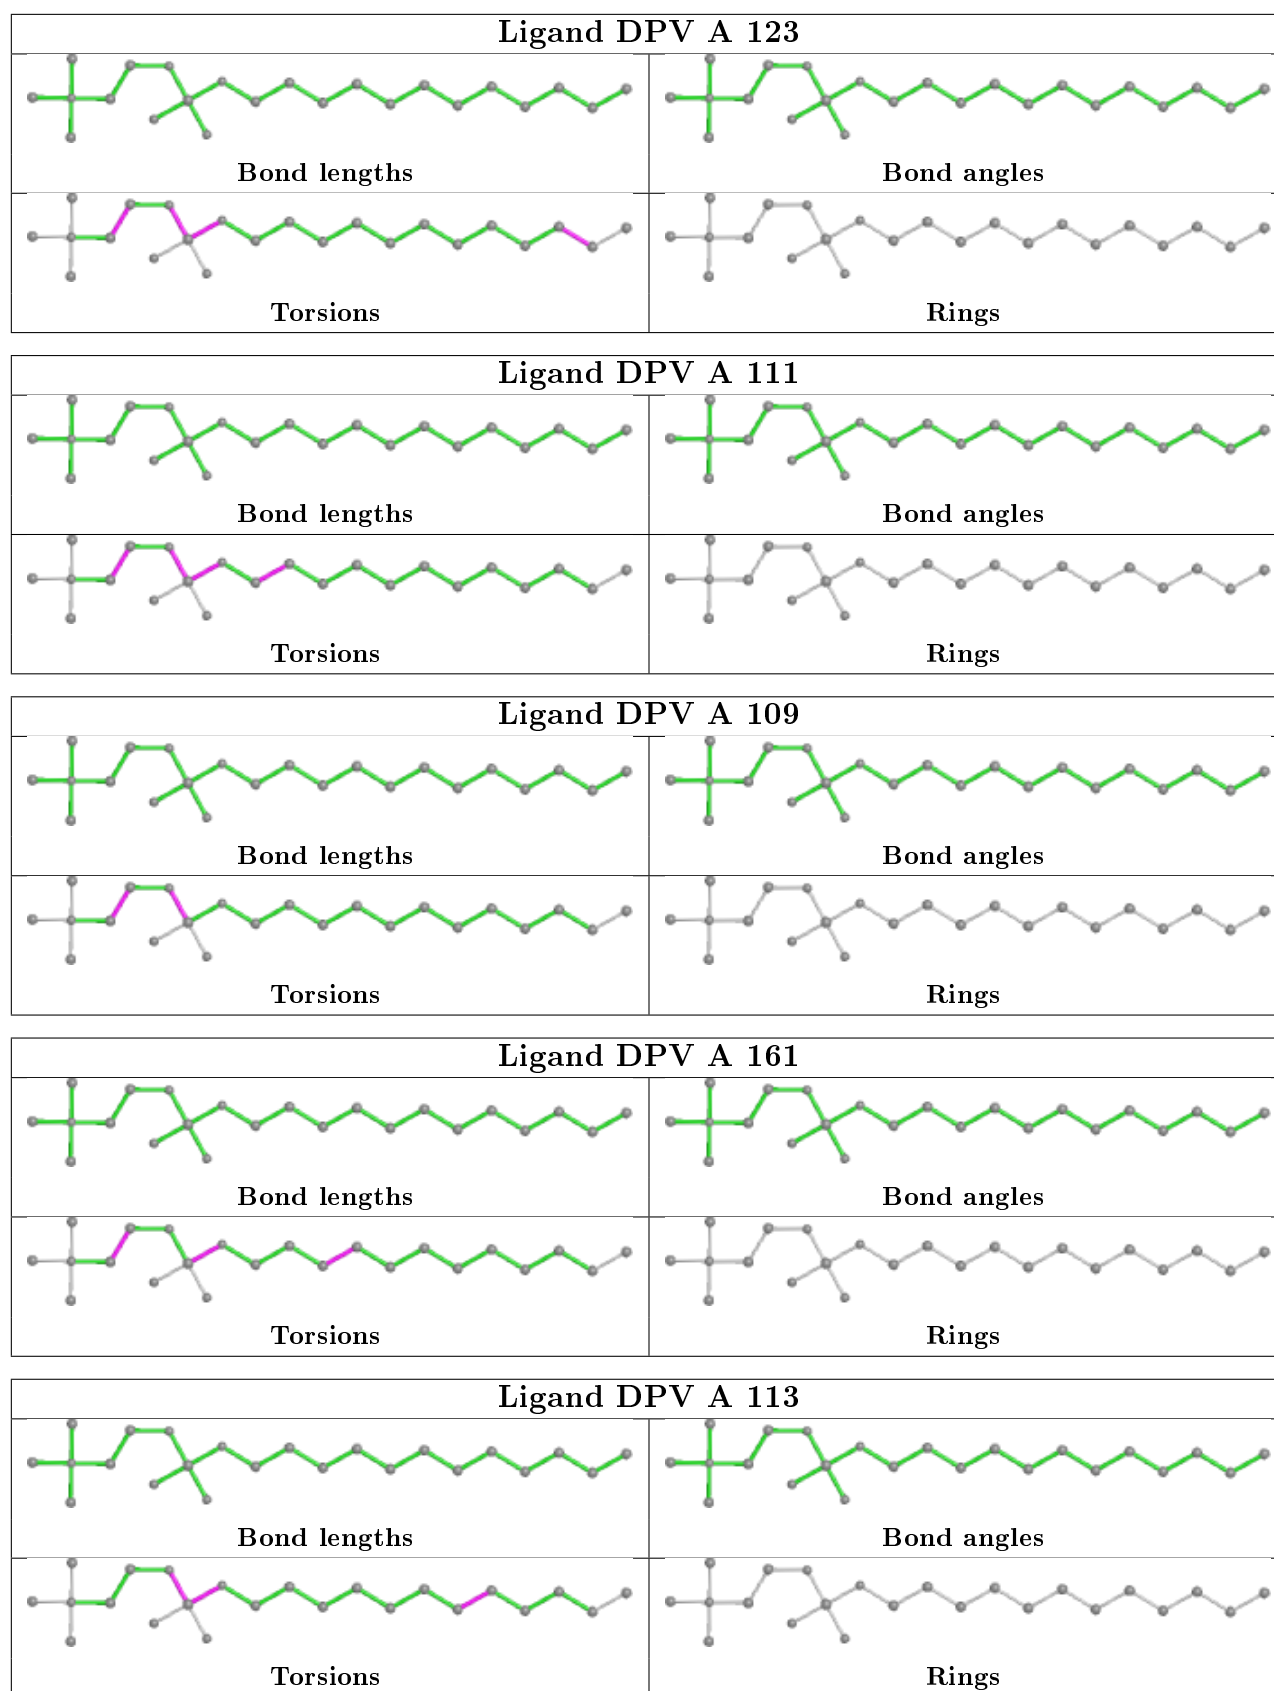 Ligand DPV A 123
Bond lengths
Bond angles
Torsions
Rings
Ligand DPV A 111
Bond lengths
Bond angles
Torsions
Rings
Ligand DPV A 109
Bond lengths
Bond angles
Torsions
Rings
Ligand DPV A 161
Bond lengths
Bond angles
Torsions
Rings
Ligand DPV A 113
Bond lengths
Bond angles
Torsions
Rings